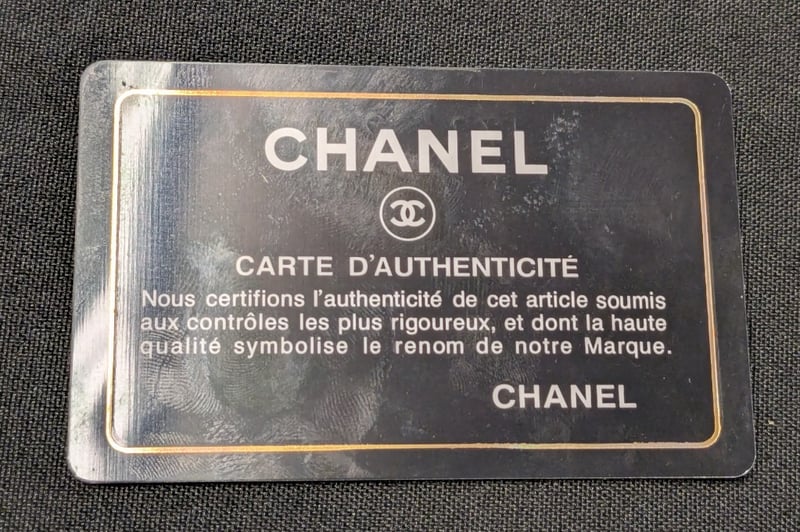 CHANEL
CARTE D'AUTHENTICITÉ
Nous certifions l'authenticité de cet article soumis
aux contrôles les plus rigoureux, et dont la haute
qualité symbolise le renom de notre Marque.
CHANEL